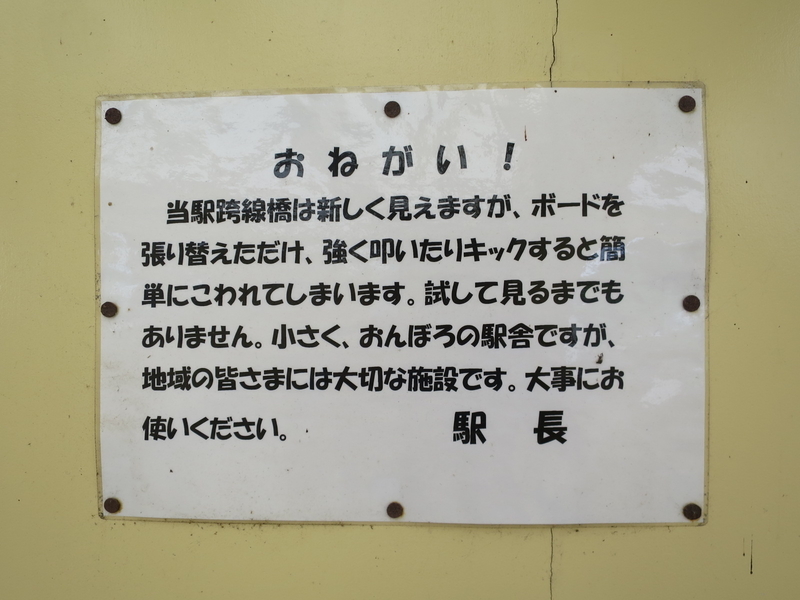 おねがい！
当駅跨線橋は新しく見えますが、ボードを
張り替えただけ、強く叩いたりキックすると簡
単にこわれてしまいます。試して見るまでも
ありません。小さく、おんぼろの駅舎ですが、
地域の皆さまには大切な施設です。大事にお
使いください。 駅 長